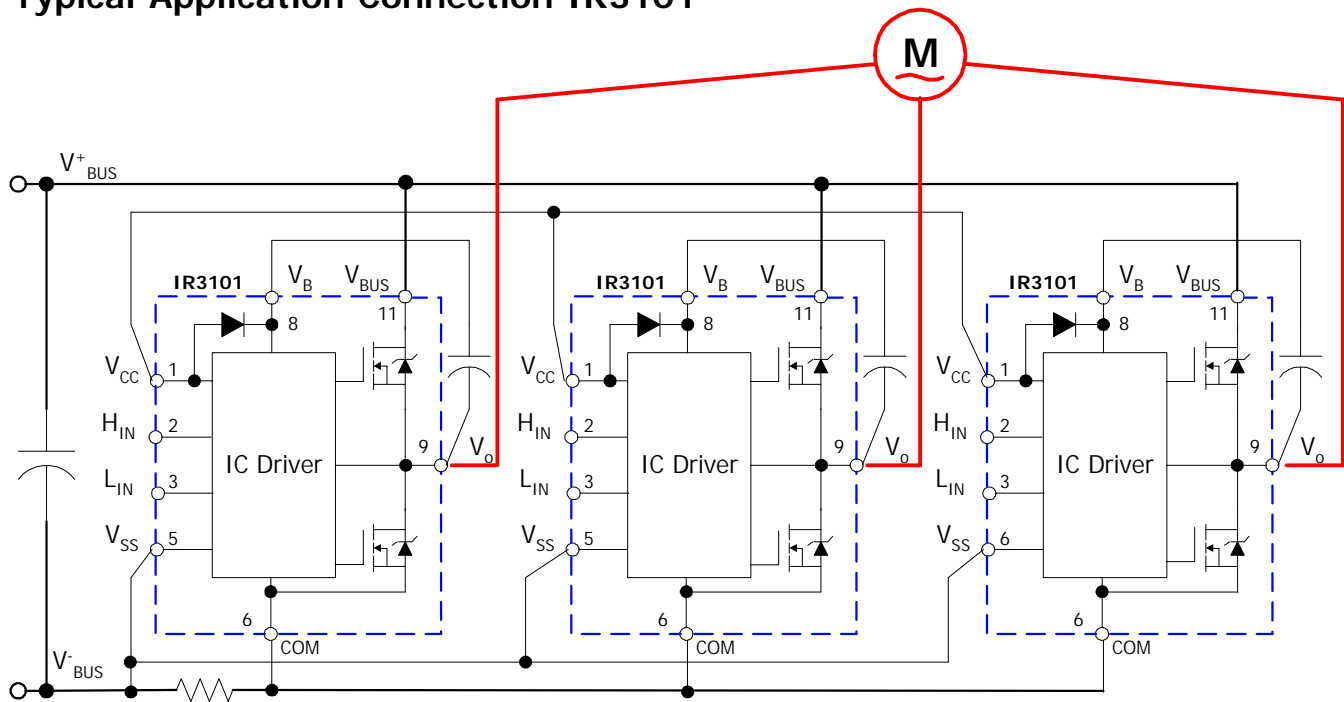 Typical Application Connection IR3101
M
V+BUS
IR3101 VB VBUS
8 11
VCC 1
HIN 2
IC Driver
9 Vo
LIN 3
VSS 5
6
COM
IR3101 VB VBUS
8 11
VCC 1
HIN 2
IC Driver
9 Vo
LIN 3
VSS 5
6
COM
IR3101 VB VBUS
8 11
VCC 1
HIN 2
IC Driver
9 Vo
LIN 3
VSS 6
6
COM
V-BUS